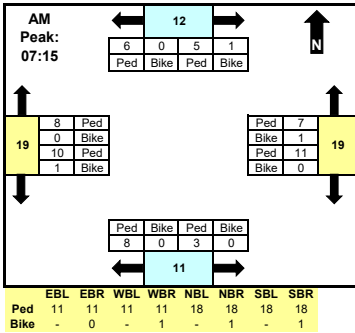 AM
Peak:
07:15
12
6 0 5 1
Ped Bike Ped Bike
N
19
8 Ped
0 Bike
10 Ped
1 Bike
Ped 7
Bike 1
Ped 11
Bike 0
19
Ped Bike Ped Bike
8 0 3 0
11
EBL EBR WBL WBR NBL NBR SBL SBR
Ped 11 11 11 11 18 18 18 18
Bike - 0 - 1 - 1 - 1